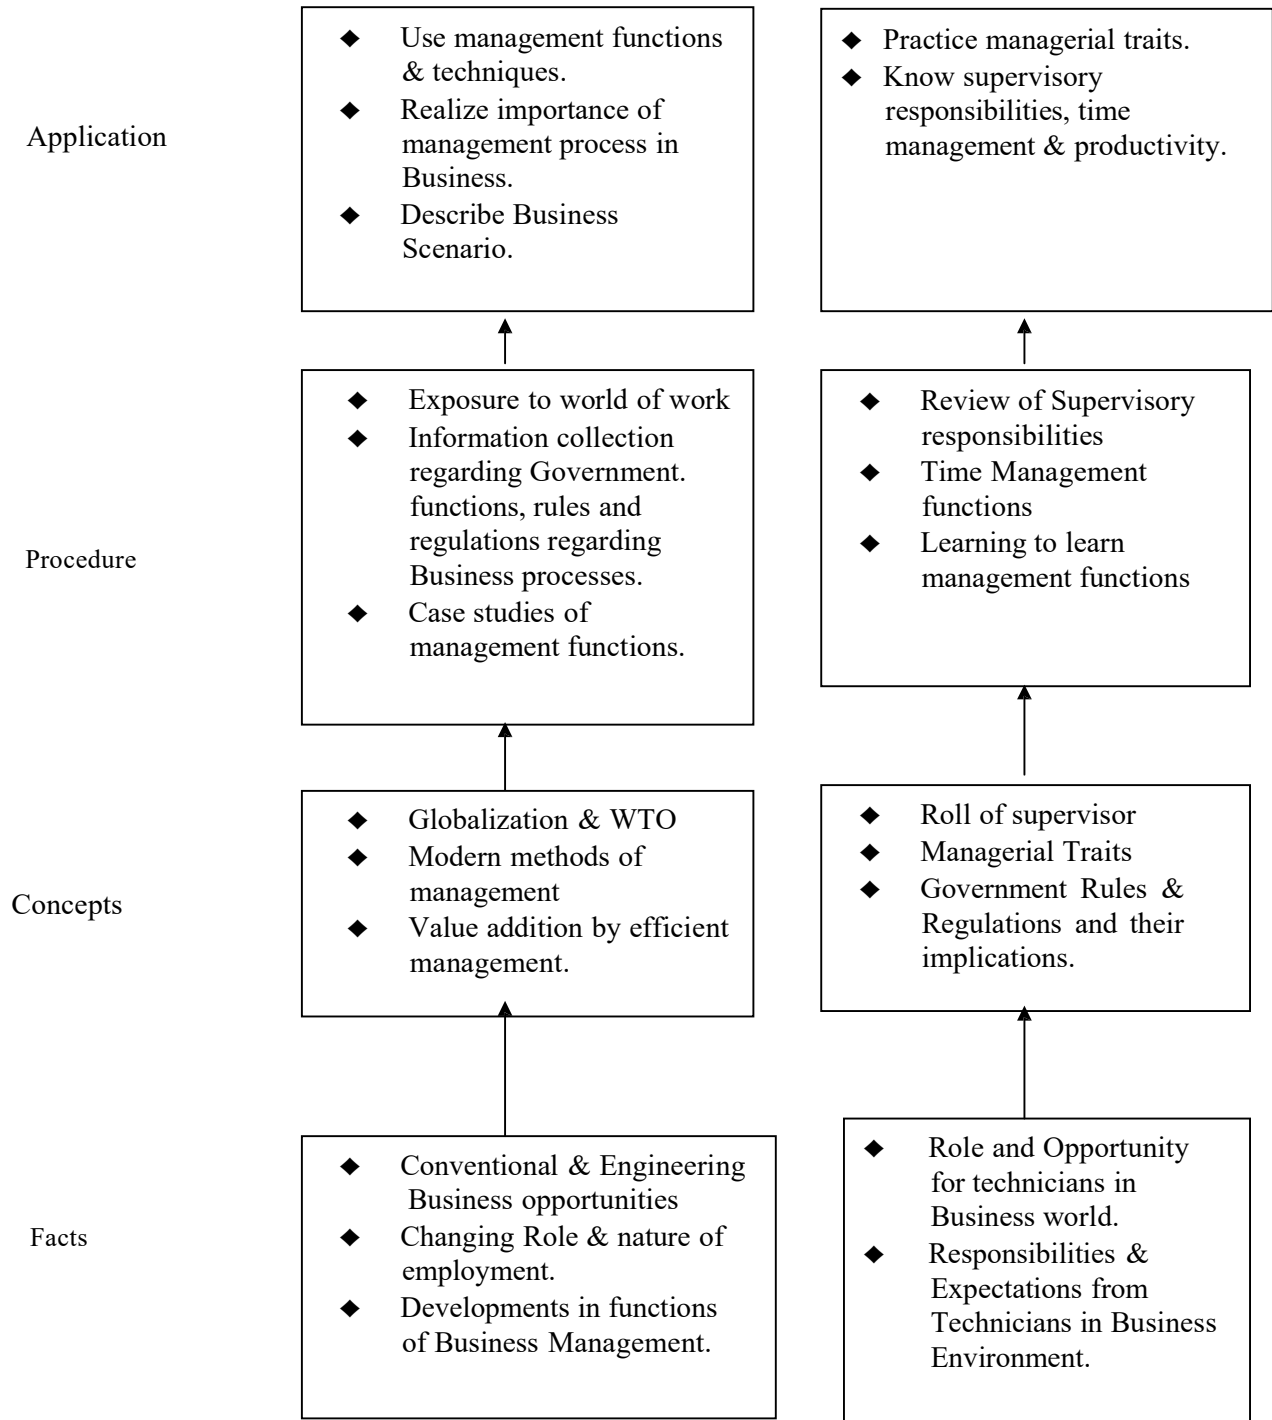 Application
◆ Use management functions
& techniques.
◆ Realize importance of
management process in
Business.
◆ Describe Business
Scenario.
◆ Practice managerial traits.
◆ Know supervisory
responsibilities, time
management & productivity.
Procedure
◆ Exposure to world of work
◆ Information collection
regarding Government.
functions, rules and
regulations regarding
Business processes.
◆ Case studies of
management functions.
◆ Review of Supervisory
responsibilities
◆ Time Management
functions
◆ Learning to learn
management functions
Concepts
◆ Globalization & WTO
◆ Modern methods of
management
◆ Value addition by efficient
management.
◆ Roll of supervisor
◆ Managerial Traits
◆ Government Rules &
Regulations and their
implications.
Facts
◆ Conventional & Engineering
Business opportunities
◆ Changing Role & nature of
employment.
◆ Developments in functions
of Business Management.
◆ Role and Opportunity
for technicians in
Business world.
◆ Responsibilities &
Expectations from
Technicians in Business
Environment.